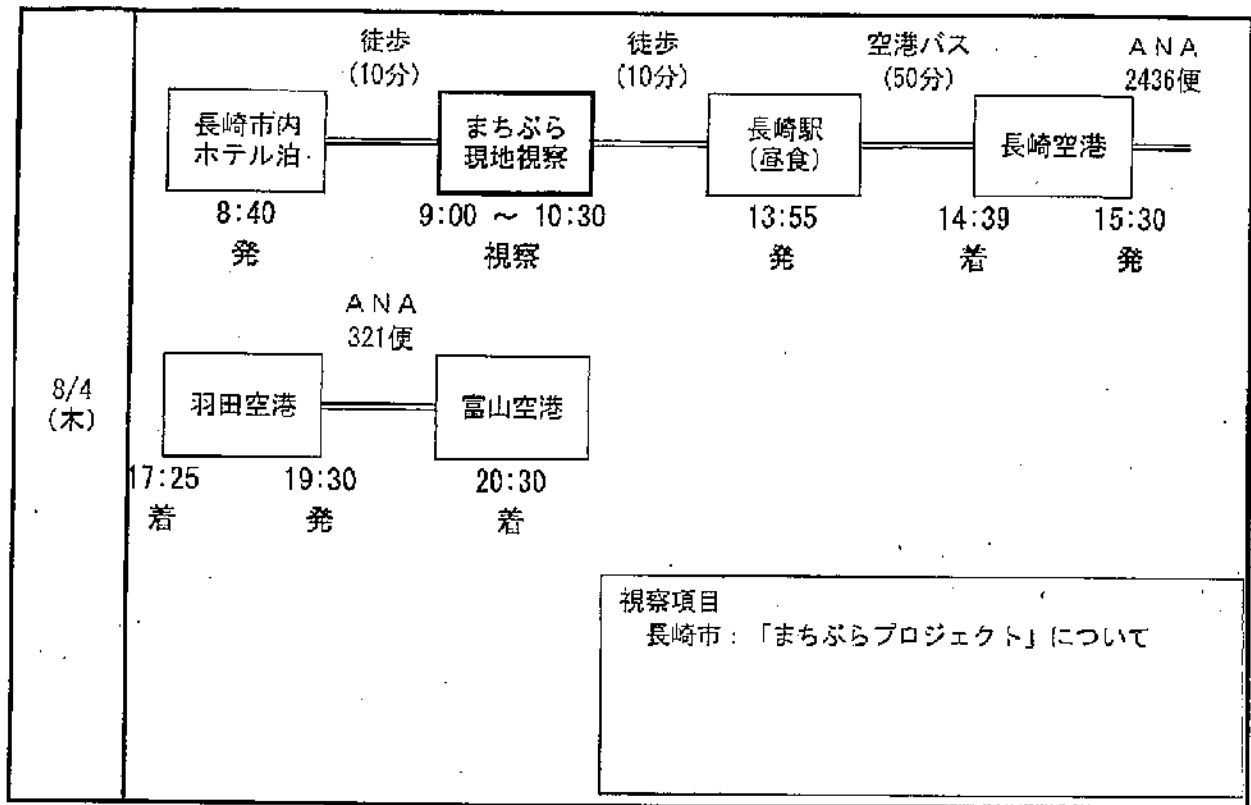 徒歩
(10分)
徒歩
(10分)
空港バス
(50分)
ANA
2436便
長崎市内
ホテル泊
まちぶら
現地視察
長崎駅
(昼食)
長崎空港
8:40
発
9:00 ～ 10:30
視察
13:55
発
14:39
着
15:30
発
8/4
(木)
ANA
321便
羽田空港
富山空港
17:25
着
19:30
発
20:30
着
視察項目
長崎市：「まちぶらプロジェクト」について